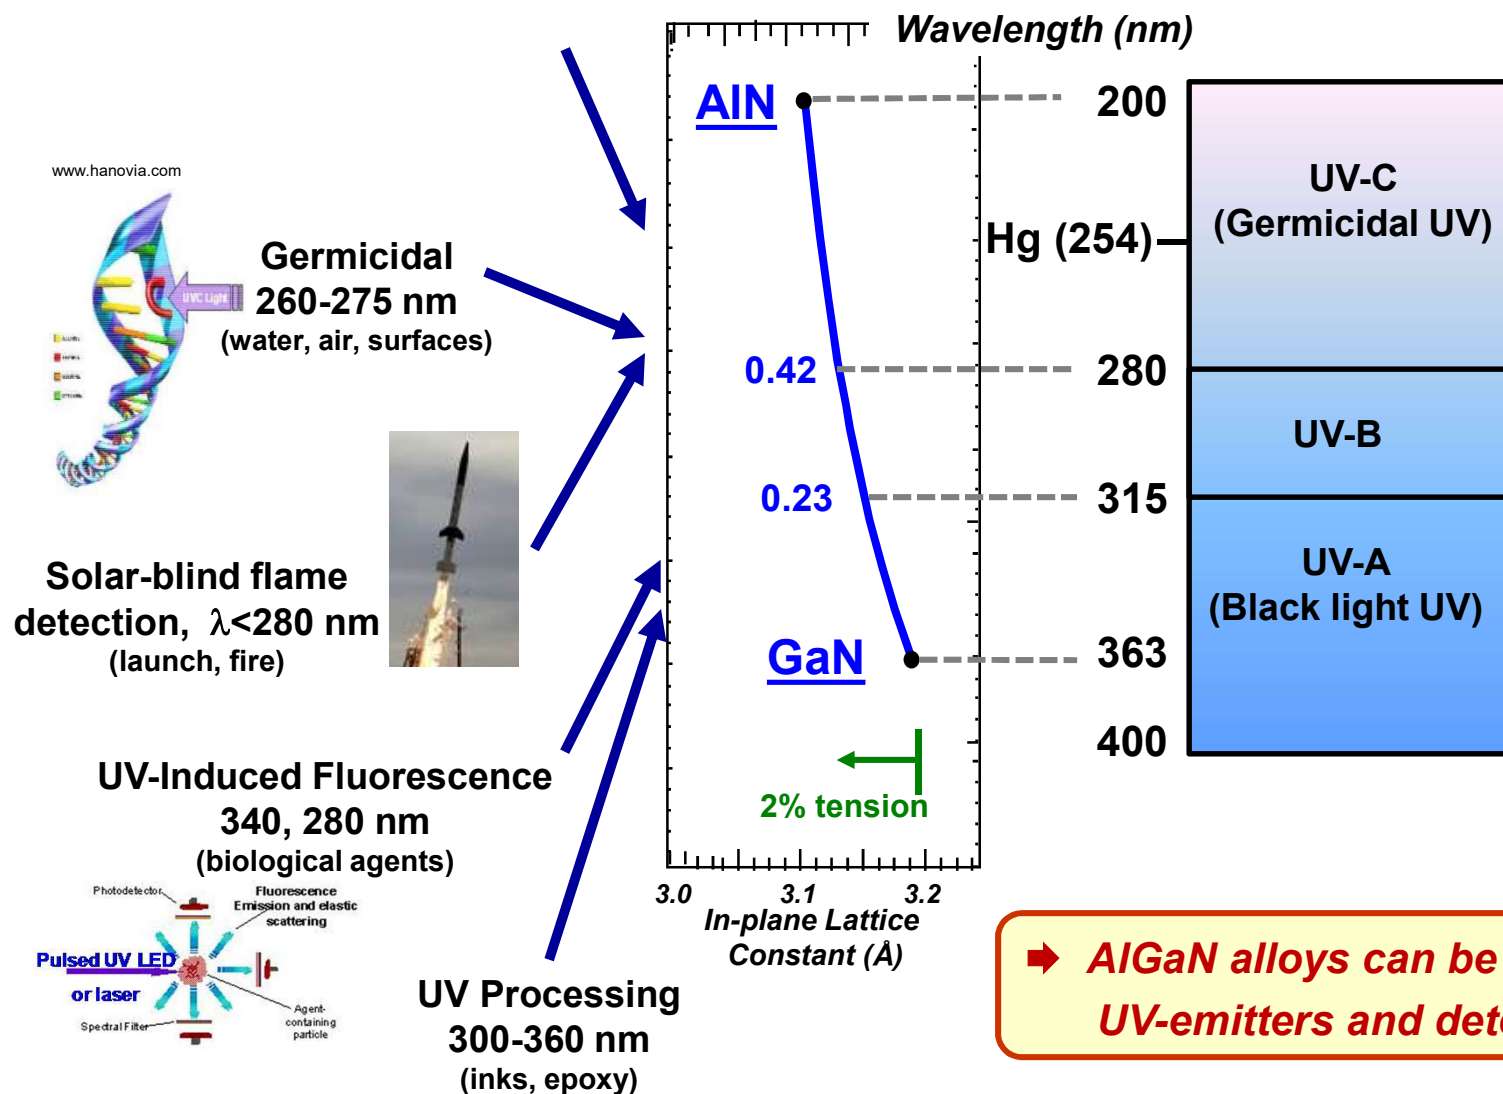 Wavelength (nm)
AlN
200
www.hanovia.com
UV-C
(Germicidal UV)
UVC Light
Germicidal
260-275 nm
(water, air, surfaces)
Hg (254)
0.42
280
UV-B
0.23
315
Solar-blind flame
detection, λ<280 nm
(launch, fire)
UV-A
(Black light UV)
GaN
363
400
2% tension
UV-Induced Fluorescence
340, 280 nm
(biological agents)
3.0 3.1 3.2
In-plane Lattice
Constant (Å)
Photodetector
Fluorescence
Emission and elastic
scattering
Pulsed UV LED
or laser
Spectral Filter
Agent-
containing
particle
UV Processing
300-360 nm
(inks, epoxy)
AlGaN alloys can be
UV-emitters and dete